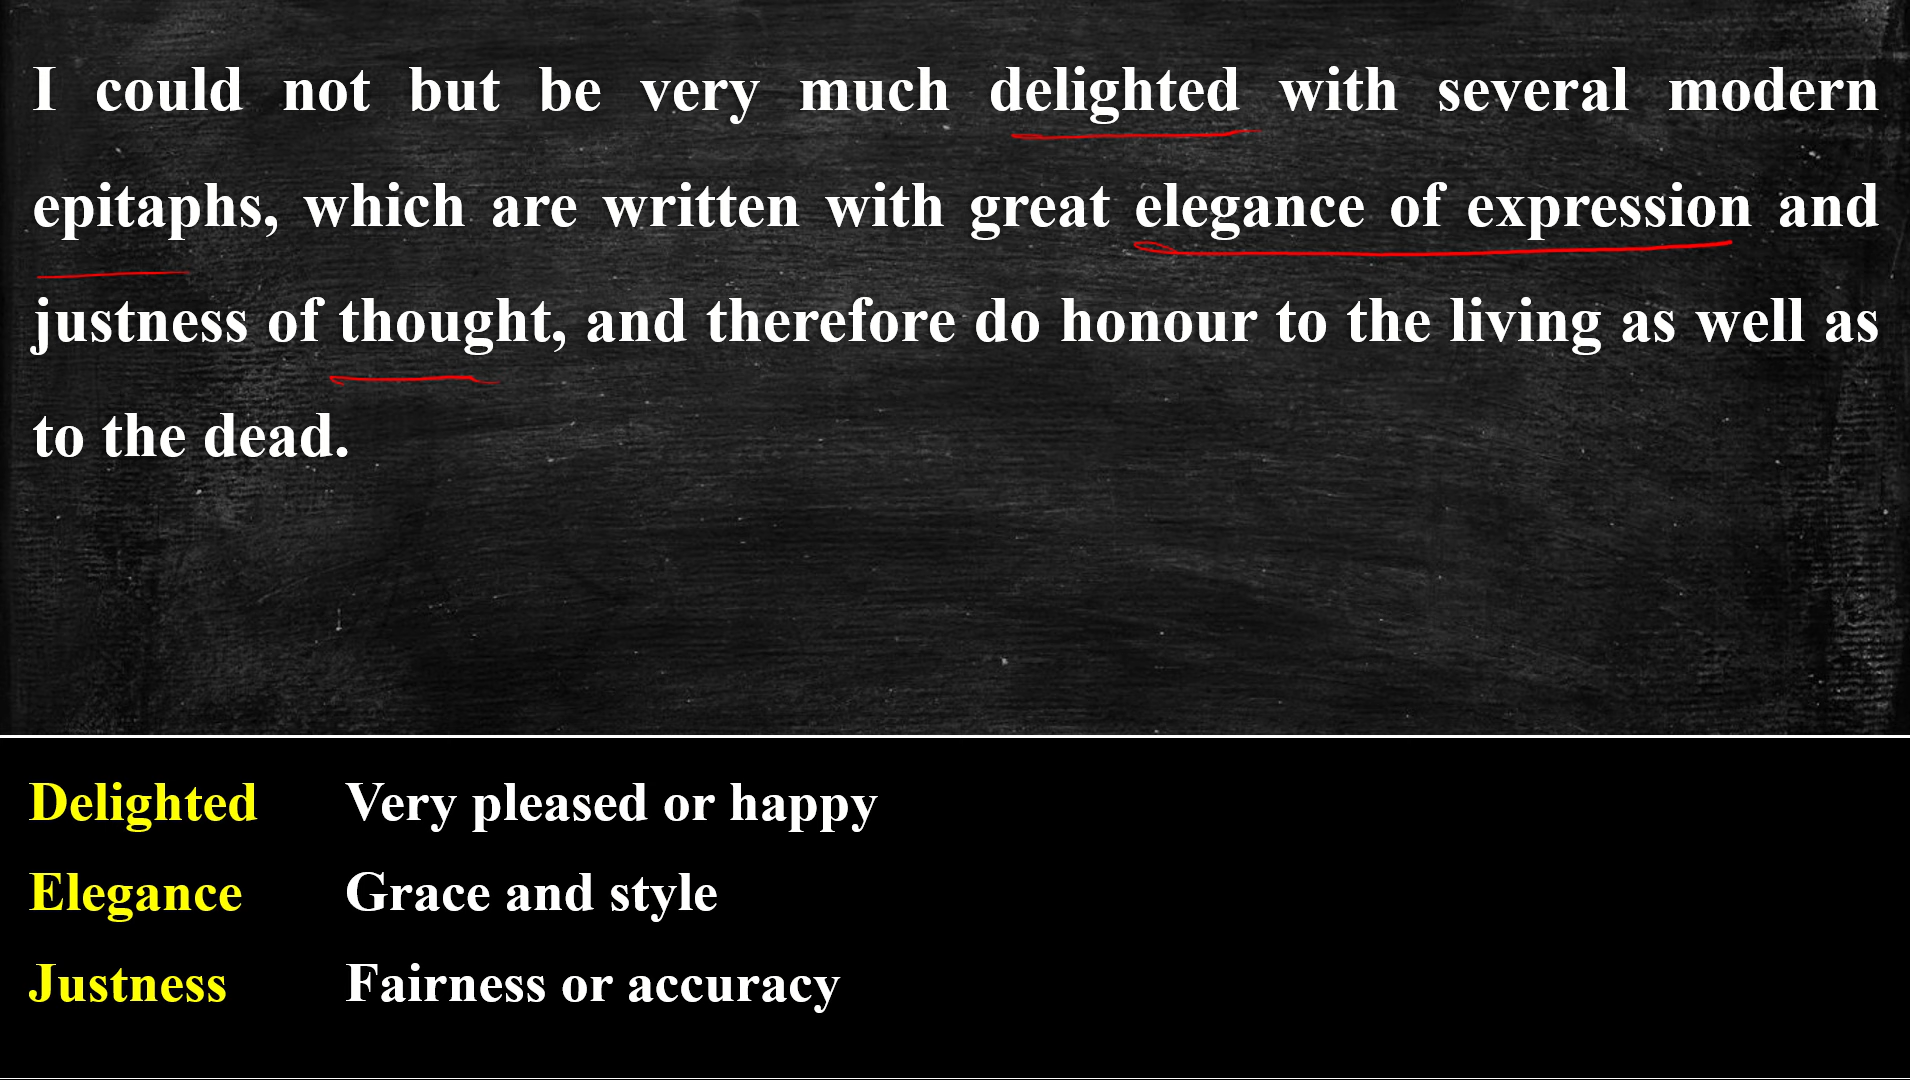 I could not but be very much delighted with several modern
epitaphs, which are written with great elegance of expression and
justness of thought, and therefore do honour to the living as well as
to the dead.
Delighted Very pleased or happy
Elegance Grace and style
Justness Fairness or accuracy